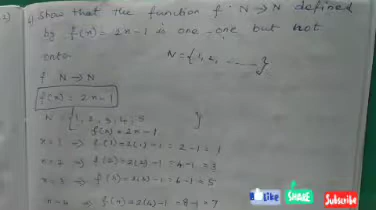 6) Show that the function f : N → N defined
by f(x) = 2x - 1 is one - one but not
onto
N = {1, 2, ......}
f N → N
f(x) = 2x - 1
N = {1, 2, 3, 4, 5 }
f(x) = 2x - 1
x = 1 ⇒ f(1) = 2(1) - 1 = 2 - 1 = 1
x = 2 ⇒ f(2) = 2(2) - 1 = 4 - 1 = 3
x = 3 ⇒ f(3) = 2(3) - 1 = 6 - 1 = 5
x = 4 ⇒ f(4) = 2(4) - 1 = 8 - 1 = 7
Like SHARE Subscribe